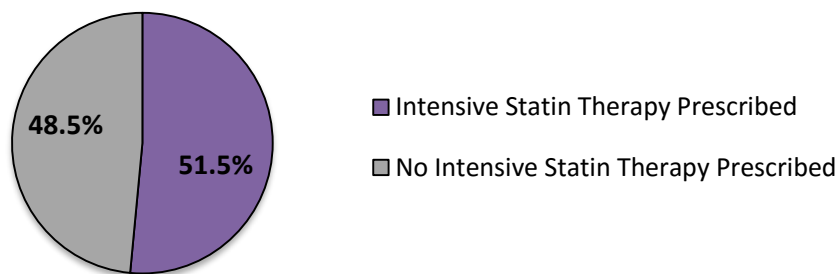 48.5%
51.5%
Intensive Statin Therapy Prescribed
No Intensive Statin Therapy Prescribed